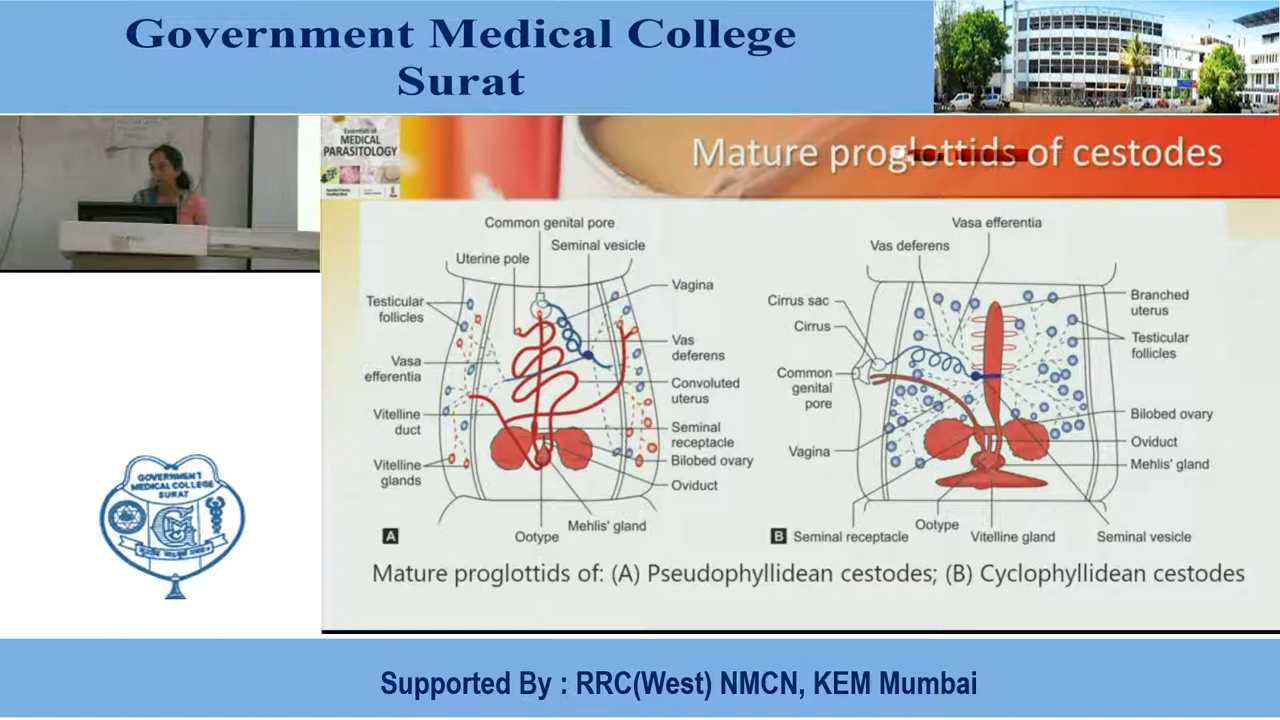 Government Medical College
Surat
Essentials of
MEDICAL
PARASITOLOGY
Mature proglottids of cestodes
Common genital pore
Seminal vesicle
Uterine pole
Vagina
Testicular
follicles
Vas
deferens
Vasa
efferentia
Convoluted
uterus
Vitelline
duct
Seminal
receptacle
Bilobed ovary
Vitelline
glands
Oviduct
Mehlis' gland
Ootype
A
Vasa efferentia
Vas deferens
Cirrus sac
Branched
uterus
Cirrus
Testicular
follicles
Common
genital
pore
Bilobed ovary
Vagina
Oviduct
Mehlis' gland
Ootype
B Seminal receptacle
Vitelline gland
Seminal vesicle
Mature proglottids of: (A) Pseudophyllidean cestodes; (B) Cyclophyllidean cestodes
GOVERNMENT
MEDICAL COLLEGE
SURAT
Supported By : RRC(West) NMCN, KEM Mumbai